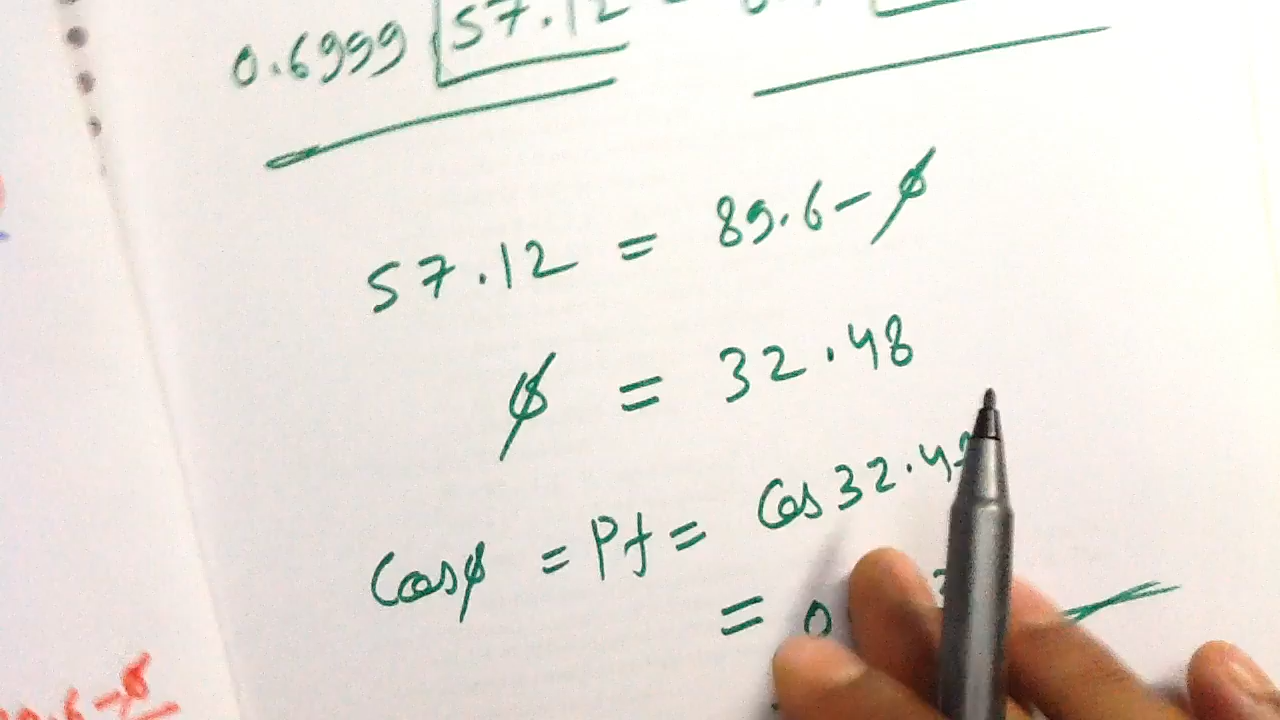 0.6999 57.12
57.12 = 89.6 - φ
φ = 32.48
Cosφ = Pf = Cos 32.4
= 0